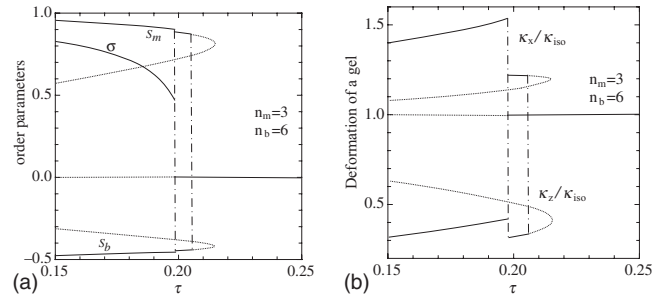 order parameters
1.0
0.5
0.0
−0.5
S_m
σ
n_m=3
n_b=6
S_b
0.15
0.20
0.25
τ
(a)
Deformation of a gel
1.5
1.0
0.5
κ_x/κ_iso
n_m=3
n_b=6
κ_z/κ_iso
0.15
0.20
0.25
τ
(b)